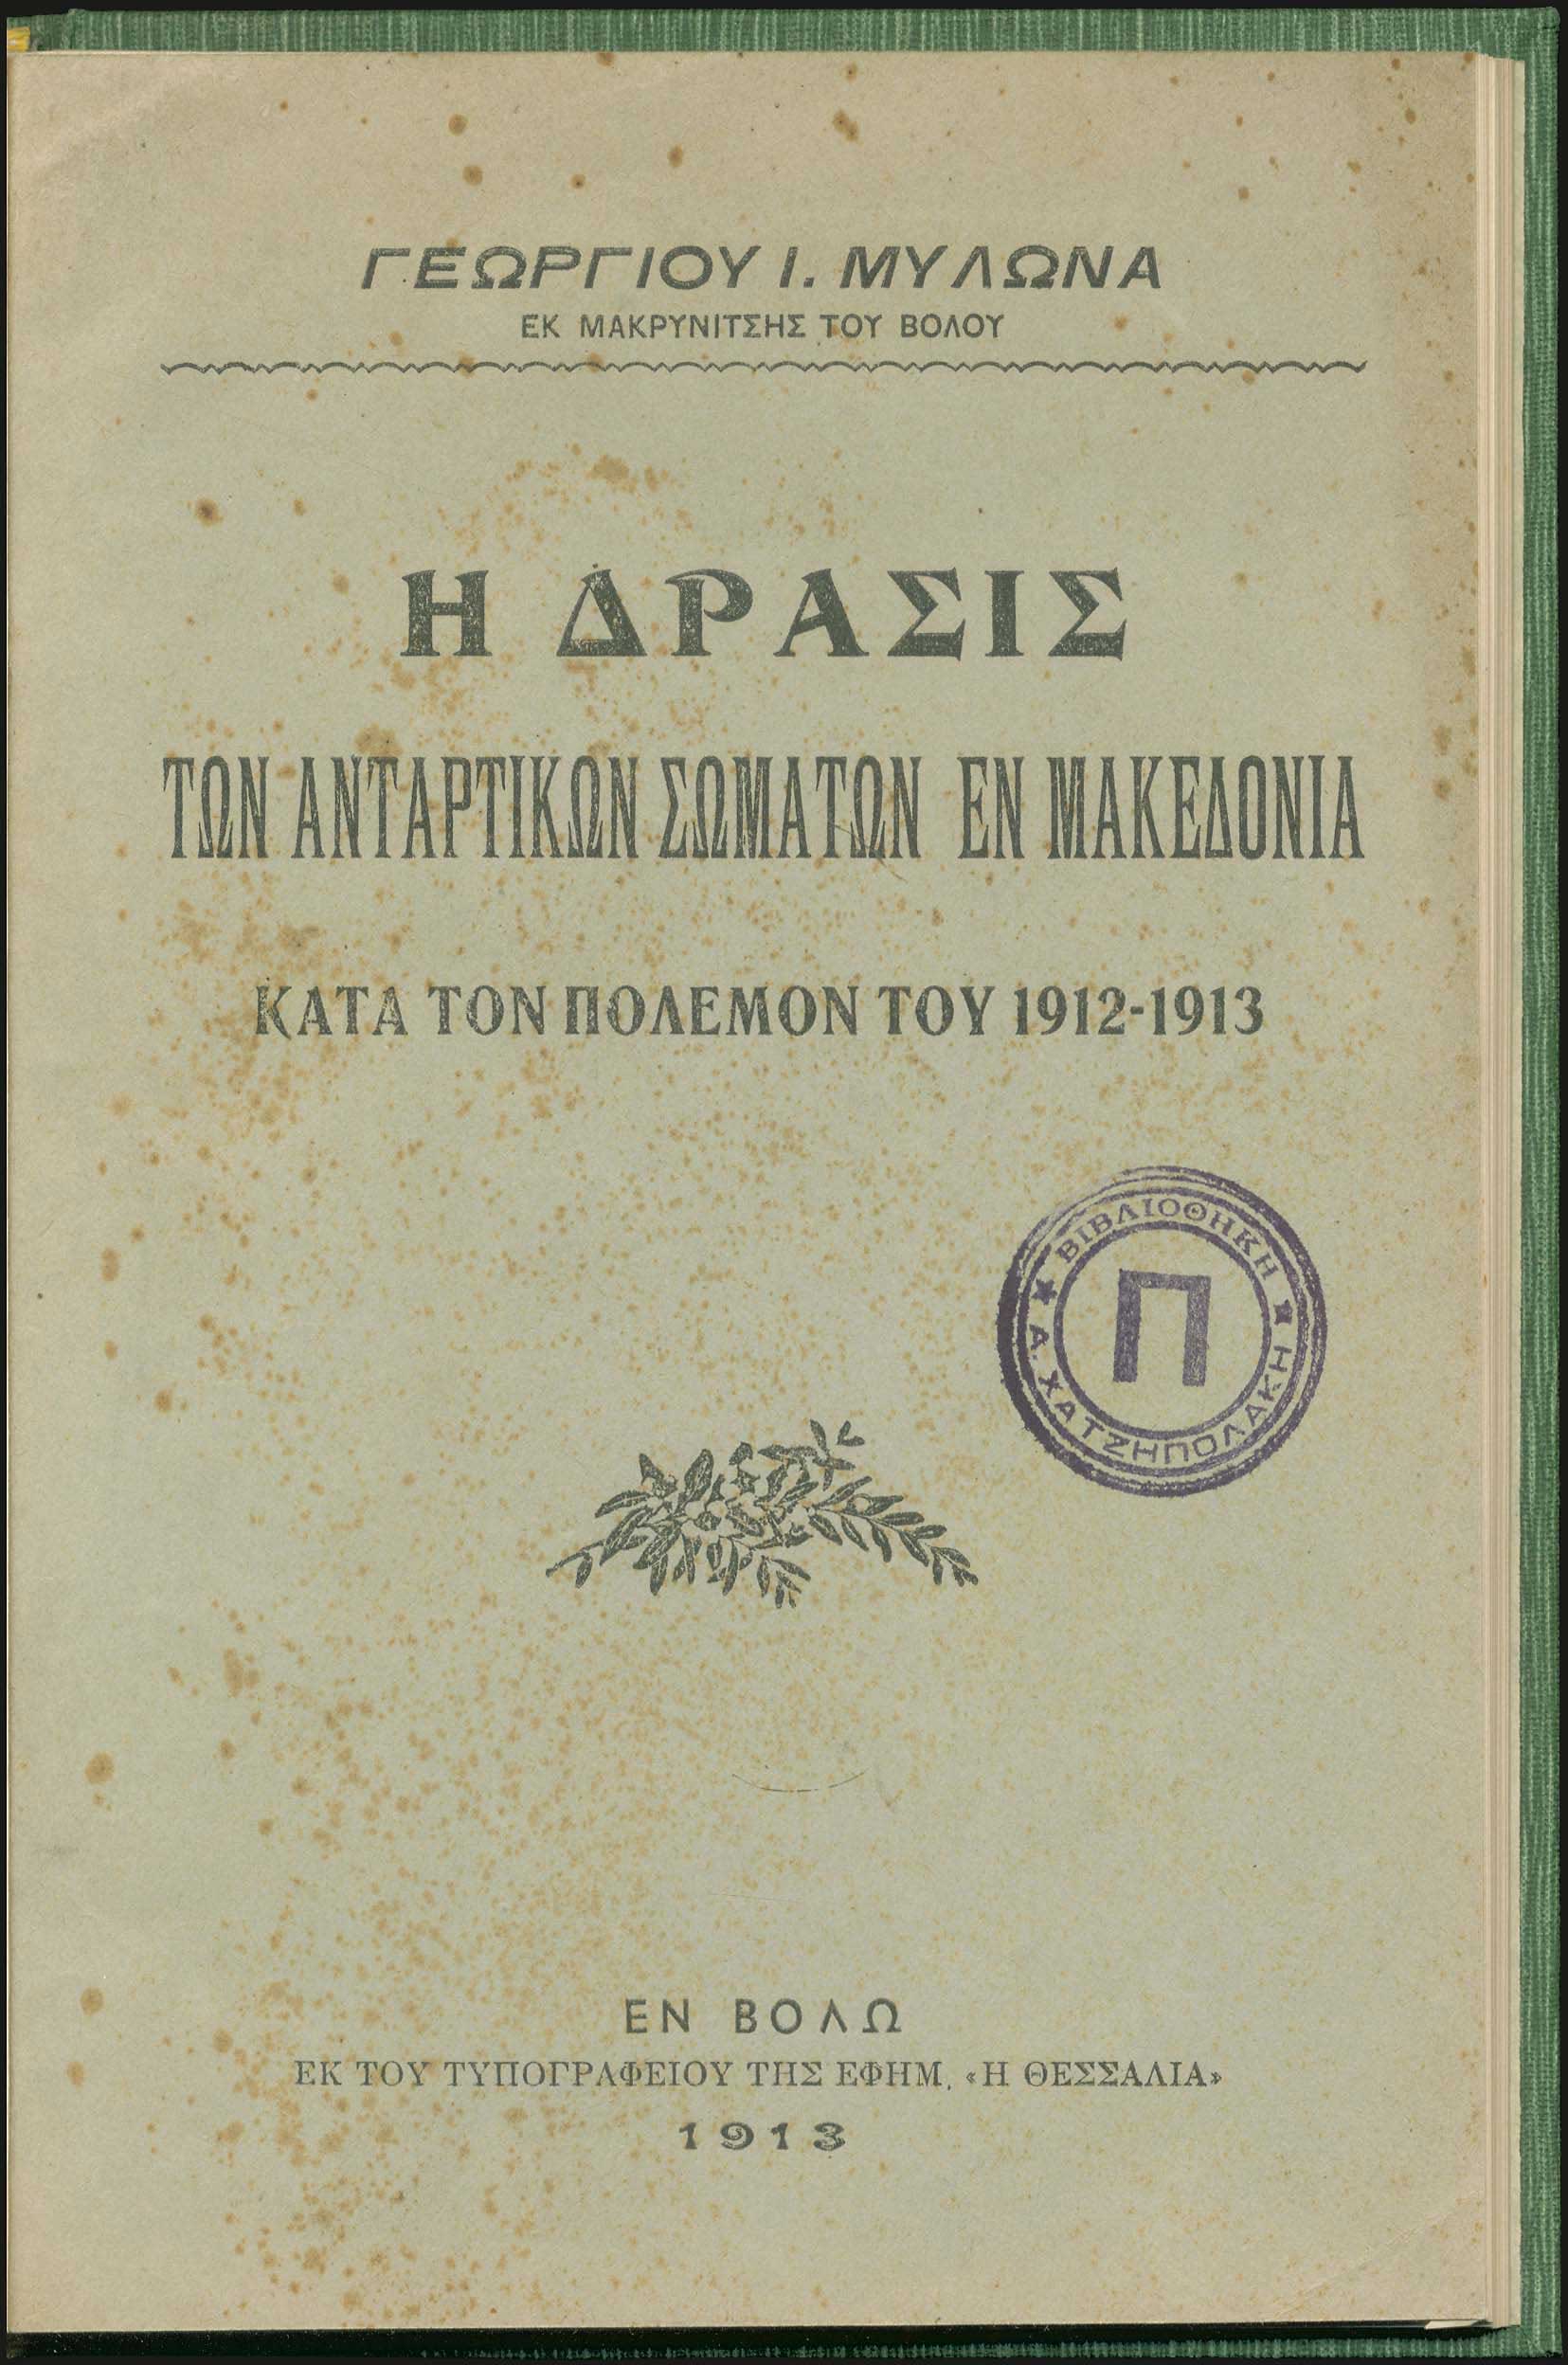 ΓΕΩΡΓΙΟΥ Ι. ΜΥΛΩΝΑ
ΕΚ ΜΑΚΡΥΝΙΤΣΗΣ ΤΟΥ ΒΟΛΟΥ
Η ΔΡΑΣΙΣ
ΤΩΝ ΑΝΤΑΡΤΙΚΩΝ ΣΩΜΑΤΩΝ ΕΝ ΜΑΚΕΔΟΝΙΑ
ΚΑΤΑ ΤΟΝ ΠΟΛΕΜΟΝ ΤΟΥ 1912-1913
ΒΙΒΛΙΟΘΗΚΗ
Π
Α. ΧΑΤΖΗΠΟΛΑΚΗ
ΕΝ ΒΟΛΩ
ΕΚ ΤΟΥ ΤΥΠΟΓΡΑΦΕΙΟΥ ΤΗΣ ΕΦΗΜ. «Η ΘΕΣΣΑΛΙΑ»
1913